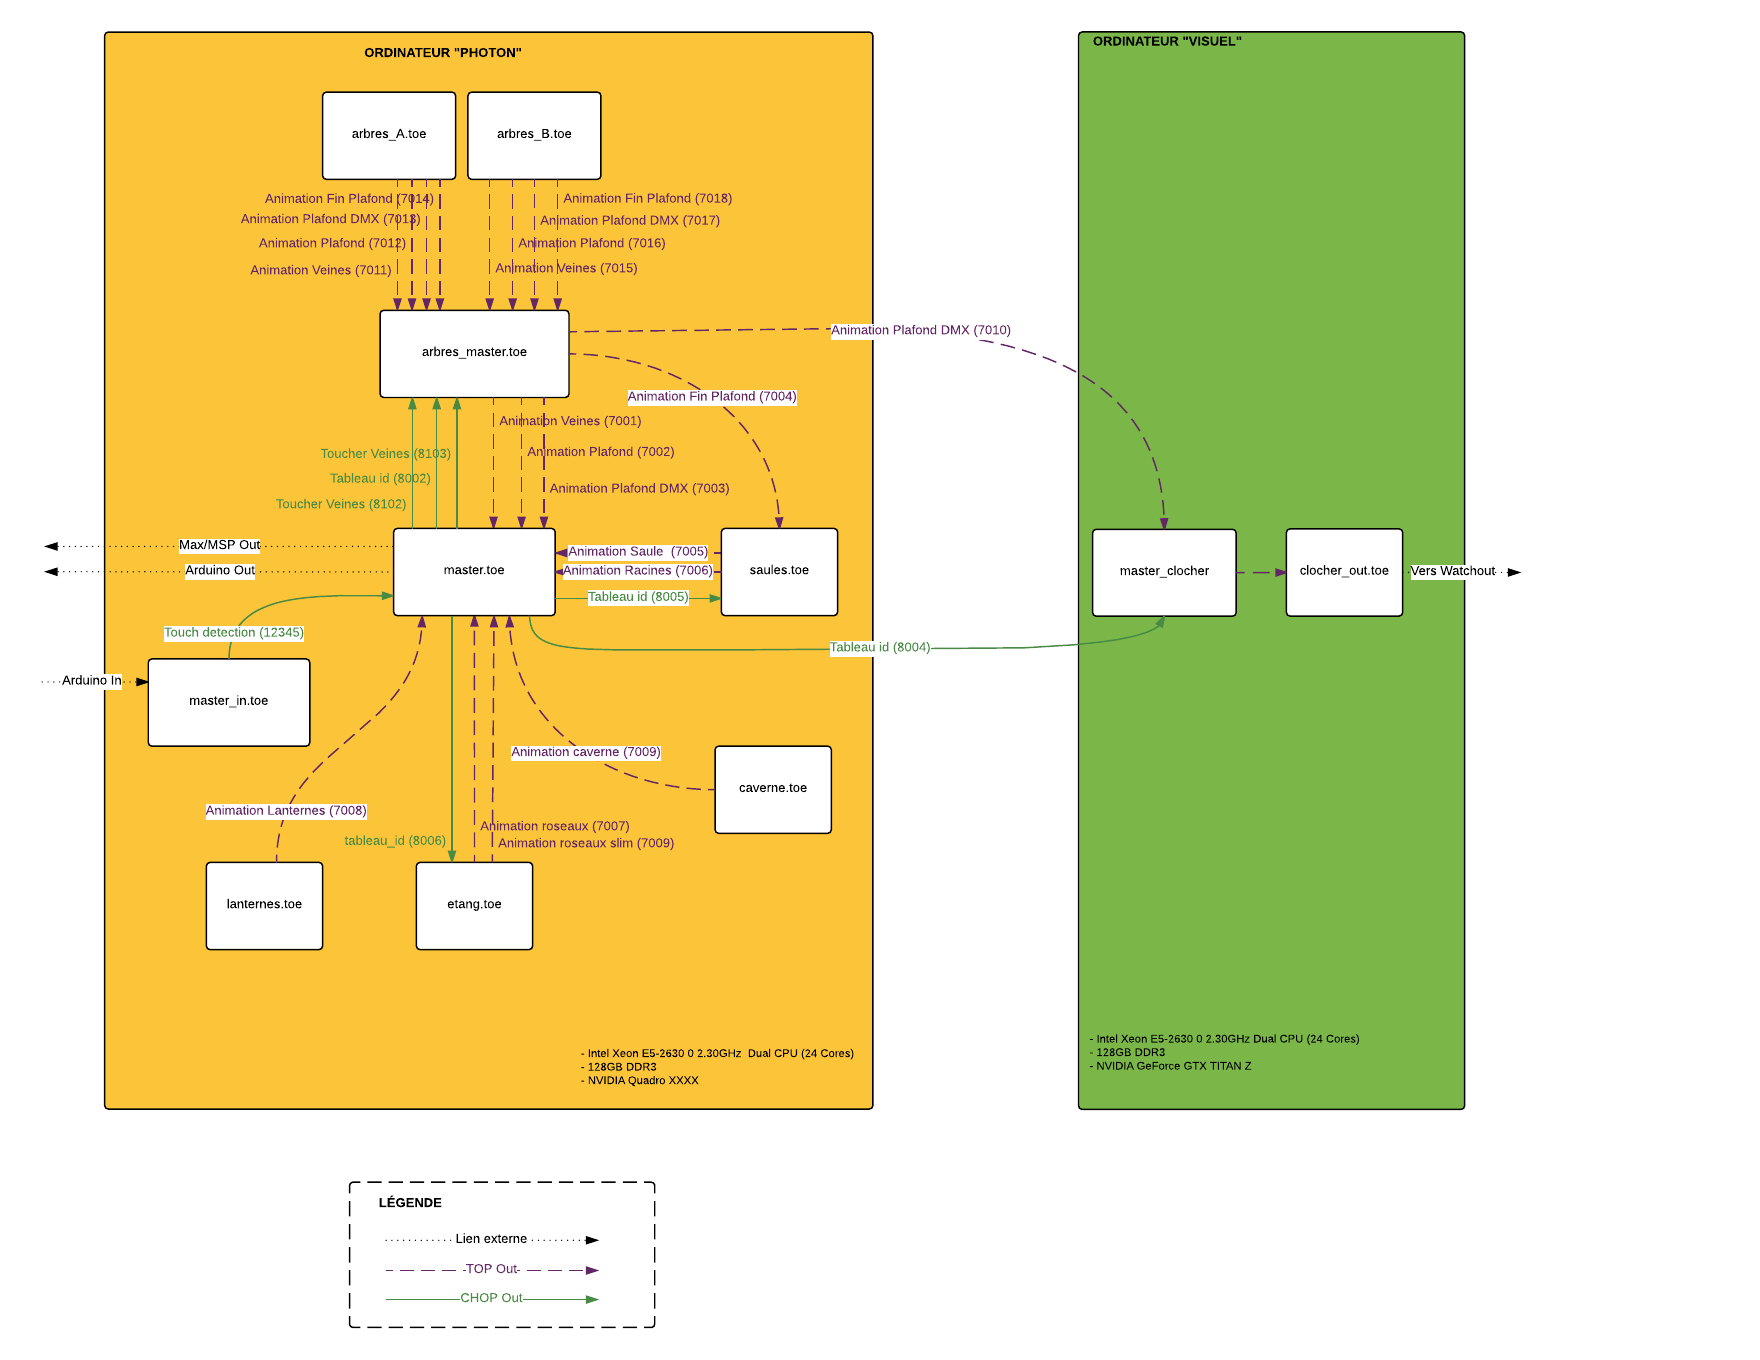 ORDINATEUR "PHOTON"
ORDINATEUR "VISUEL"
arbres_A.toe
arbres_B.toe
Animation Fin Plafond (7014)
Animation Fin Plafond (7018)
Animation Plafond DMX (7013)
Animation Plafond DMX (7017)
Animation Plafond (7012)
Animation Plafond (7016)
Animation Veines (7011)
Animation Veines (7015)
arbres_master.toe
Animation Plafond DMX (7010)
Animation Fin Plafond (7004)
Animation Veines (7001)
Toucher Veines (8103)
Animation Plafond (7002)
Tableau id (8002)
Animation Plafond DMX (7003)
Toucher Veines (8102)
Max/MSP Out
Arduino Out
master.toe
Animation Saule  (7005)
Animation Racines (7006)
Tableau id (8005)
saules.toe
master_clocher
clocher_out.toe
Vers Watchout
Touch detection (12345)
Tableau id (8004)
Arduino In
master_in.toe
Animation caverne (7009)
caverne.toe
Animation Lanternes (7008)
Animation roseaux (7007)
tableau_id (8006)
Animation roseaux slim (7009)
lanternes.toe
etang.toe
- Intel Xeon E5-2630 0 2.30GHz  Dual CPU (24 Cores)
- 128GB DDR3
- NVIDIA Quadro XXXX
- Intel Xeon E5-2630 0 2.30GHz Dual CPU (24 Cores)
- 128GB DDR3
- NVIDIA GeForce GTX TITAN Z
LÉGENDE
Lien externe
TOP Out
CHOP Out